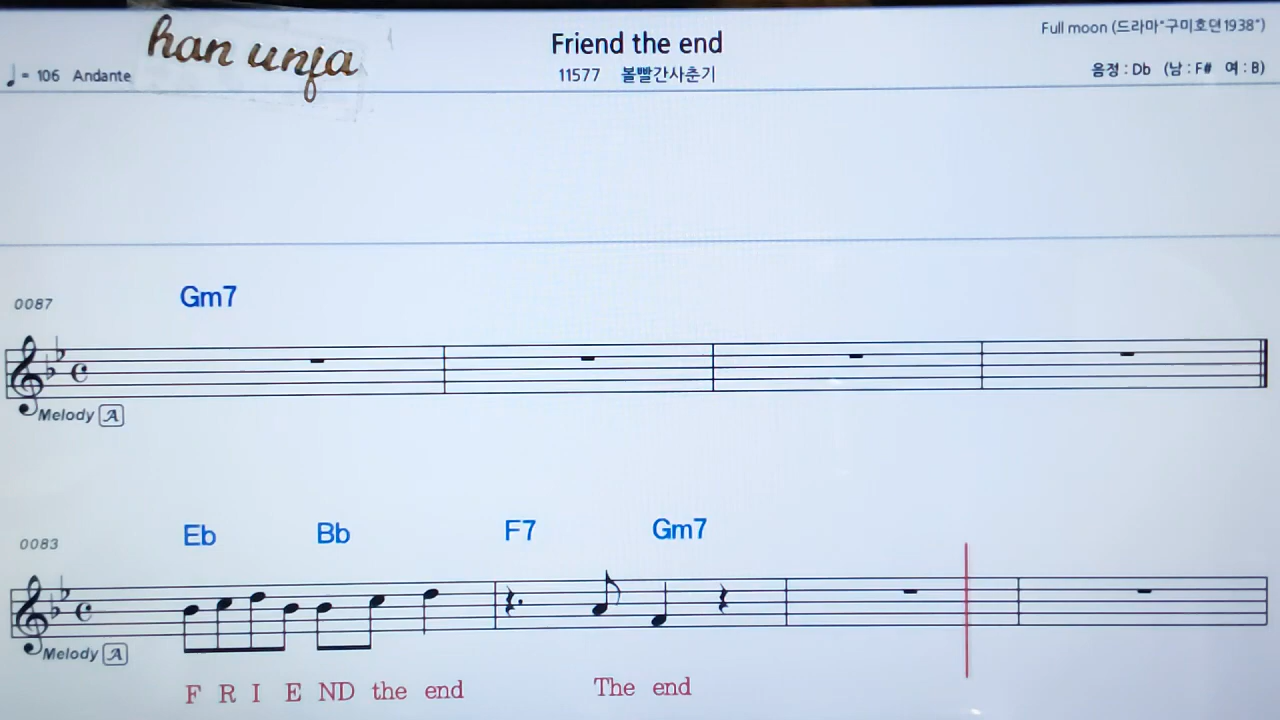 han unja
Friend the end
Full moon (드라마"구미호뎐1938")
♩= 106 Andante
11577 볼빨간사춘기
음정 : Db (남 : F# 여 : B)
0087
Gm7
Melody A
0083
Eb Bb F7 Gm7
Melody A
F R I E ND the end The end